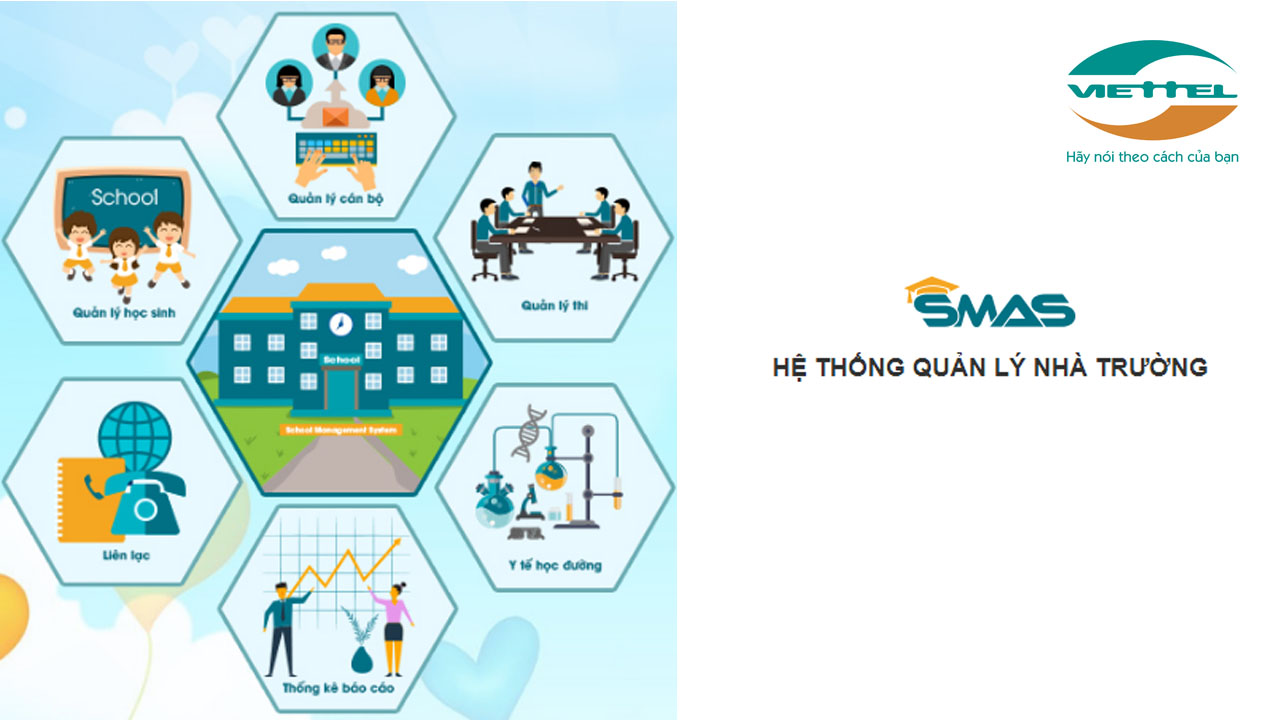 Quản lý cán bộ
School
Quản lý học sinh
Quản lý thi
School
School Management System
Liên lạc
Y tế học đường
Thống kê báo cáo
VIETTEL
Hãy nói theo cách của bạn
SMAS
HỆ THỐNG QUẢN LÝ NHÀ TRƯỜNG